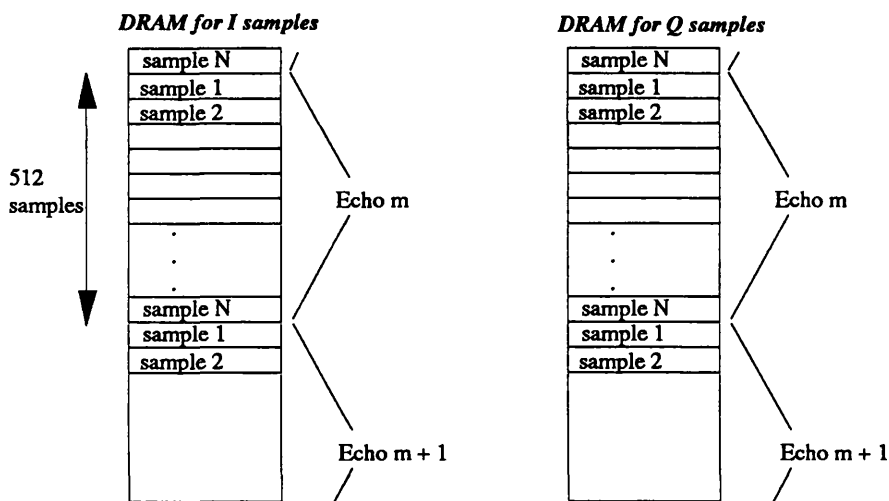 DRAM for I samples
sample N
sample 1
sample 2
512
samples
Echo m
sample N
sample 1
sample 2
Echo m + 1
DRAM for Q samples
sample N
sample 1
sample 2
Echo m
sample N
sample 1
sample 2
Echo m + 1